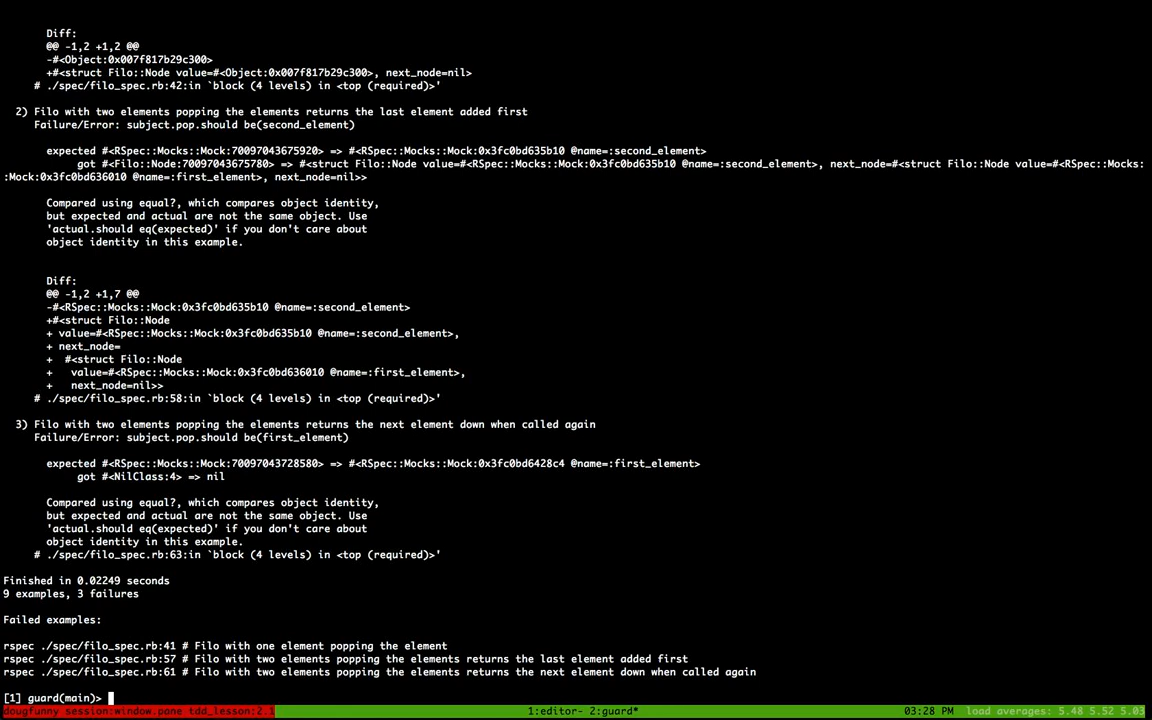 Diff:
@@ -1,2 +1,2 @@
-#<Object:0x007f817b29c300>
+#<struct Filo::Node value=#<Object:0x007f817b29c300>, next_node=nil>
# ./spec/filo_spec.rb:42:in `block (4 levels) in <top (required)>'
2) Filo with two elements popping the elements returns the last element added first
Failure/Error: subject.pop.should be(second_element)
expected #<RSpec::Mocks::Mock:70097043675920> => #<RSpec::Mocks::Mock:0x3fc0bd635b10 @name=:second_element>
got #<Filo::Node:70097043675780> => #<struct Filo::Node value=#<RSpec::Mocks::Mock:0x3fc0bd635b10 @name=:second_element>, next_node=#<struct Filo::Node value=#<RSpec::Mocks:
:Mock:0x3fc0bd636010 @name=:first_element>, next_node=nil>>
Compared using equal?, which compares object identity,
but expected and actual are not the same object. Use
'actual.should eq(expected)' if you don't care about
object identity in this example.
Diff:
@@ -1,2 +1,7 @@
-#<RSpec::Mocks::Mock:0x3fc0bd635b10 @name=:second_element>
+#<struct Filo::Node
+ value=#<RSpec::Mocks::Mock:0x3fc0bd635b10 @name=:second_element>,
+ next_node=
+  #<struct Filo::Node
+   value=#<RSpec::Mocks::Mock:0x3fc0bd636010 @name=:first_element>,
+   next_node=nil>>
# ./spec/filo_spec.rb:58:in `block (4 levels) in <top (required)>'
3) Filo with two elements popping the elements returns the next element down when called again
Failure/Error: subject.pop.should be(first_element)
expected #<RSpec::Mocks::Mock:70097043728580> => #<RSpec::Mocks::Mock:0x3fc0bd6428c4 @name=:first_element>
got #<NilClass:4> => nil
Compared using equal?, which compares object identity,
but expected and actual are not the same object. Use
'actual.should eq(expected)' if you don't care about
object identity in this example.
# ./spec/filo_spec.rb:63:in `block (4 levels) in <top (required)>'
Finished in 0.02249 seconds
9 examples, 3 failures
Failed examples:
rspec ./spec/filo_spec.rb:41 # Filo with one element popping the element
rspec ./spec/filo_spec.rb:57 # Filo with two elements popping the elements returns the last element added first
rspec ./spec/filo_spec.rb:61 # Filo with two elements popping the elements returns the next element down when called again
[1] guard(main)>
dougfunny session:window.pane tdd_lesson:2.1 1:editor- 2:guard* 03:28 PM load averages: 5.48 5.52 5.03